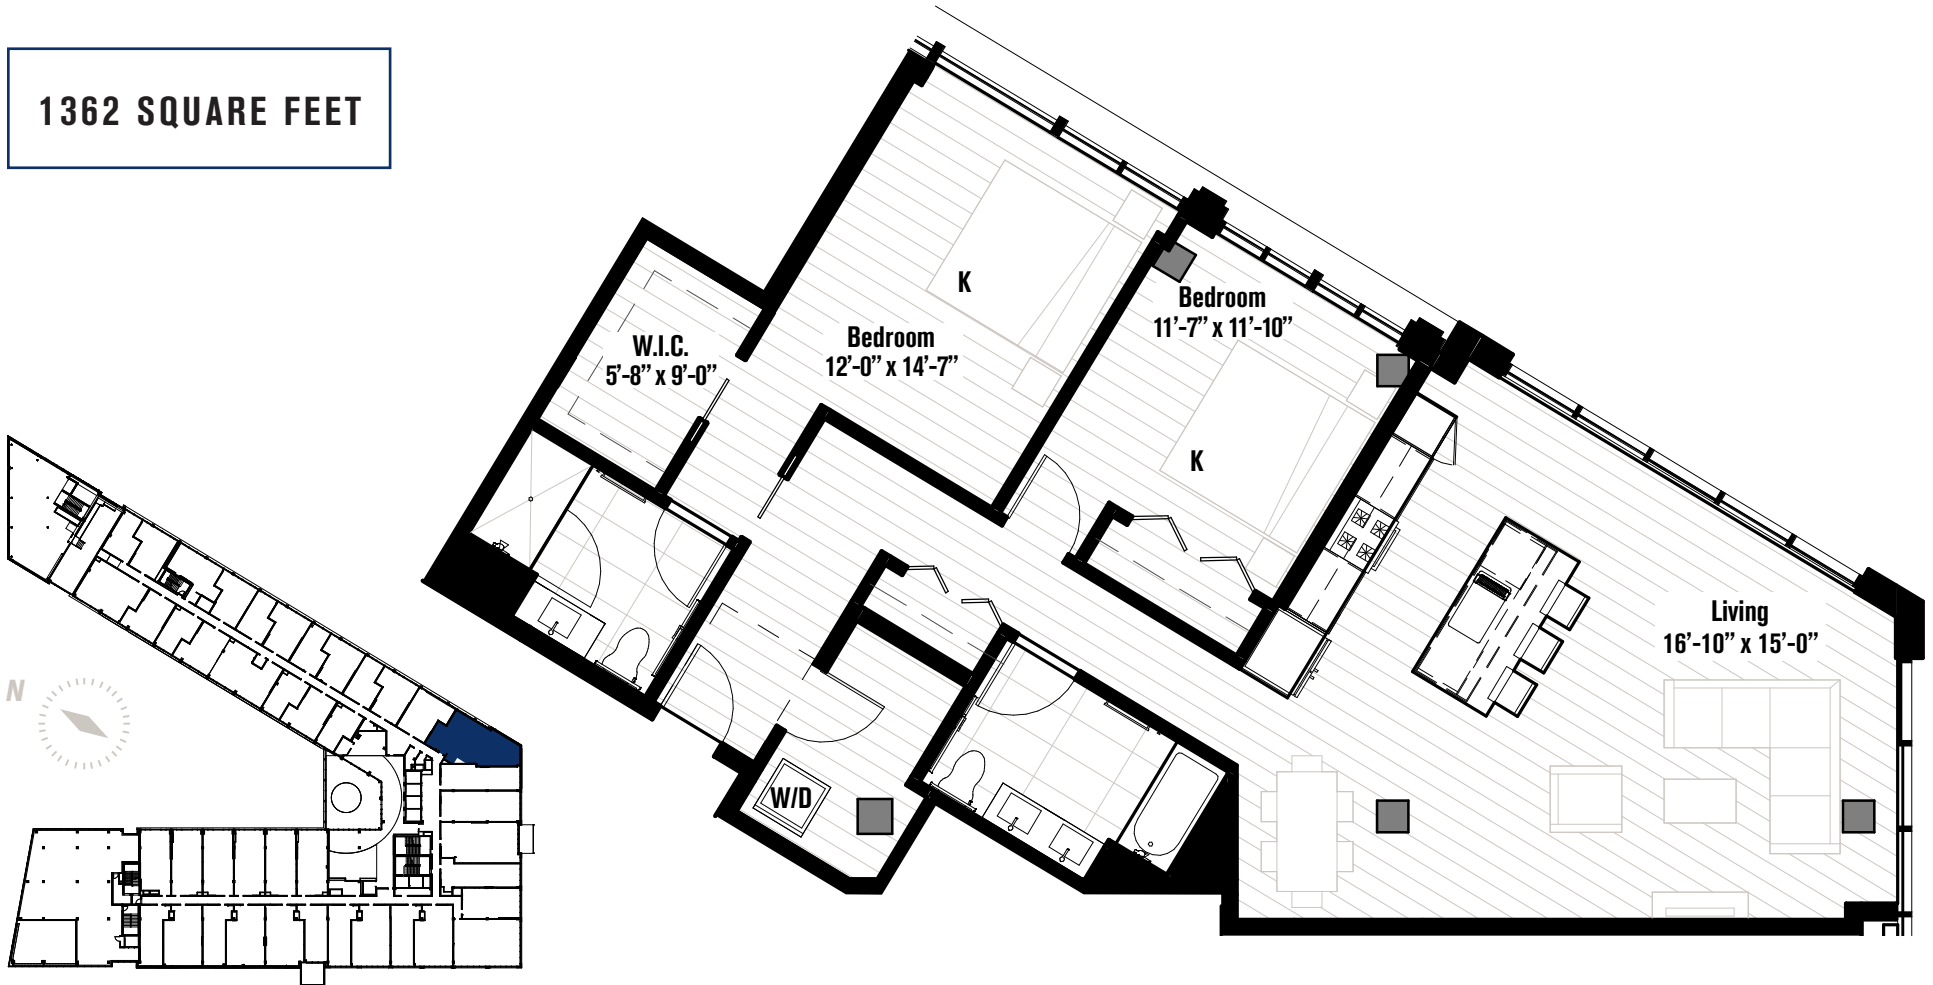 1362 SQUARE FEET
K
Bedroom
11’-7” x 11’-10”
W.I.C.
5’-8” x 9’-0”
Bedroom
12’-0” x 14’-7”
K
Living
16’-10” x 15’-0”
N
W/D